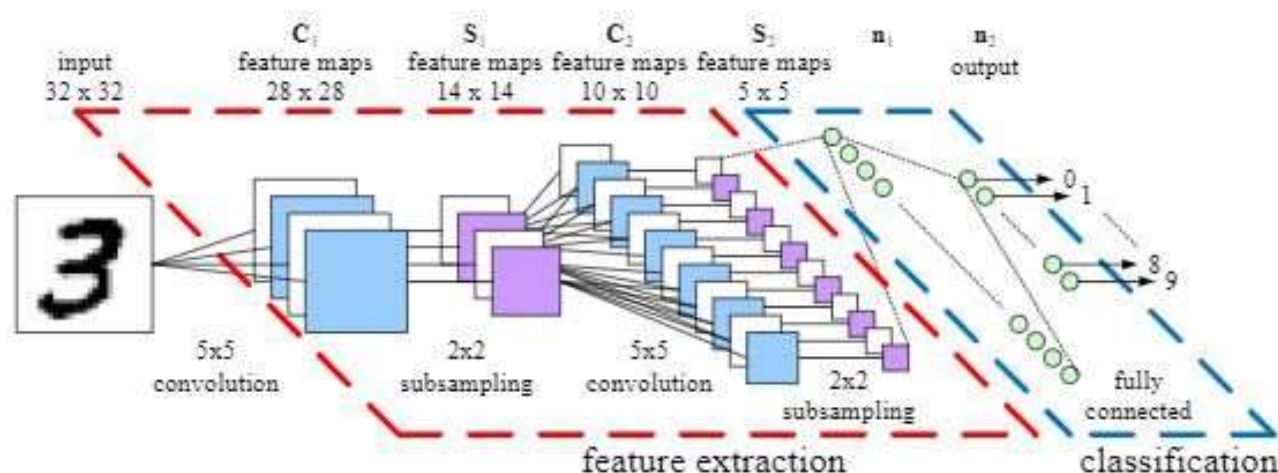 input
32 x 32
C₁
feature maps
28 x 28
S₁
feature maps
14 x 14
C₂
feature maps
10 x 10
S₂
feature maps
5 x 5
n₁
n₂
output
3
0
1
8
9
5x5
convolution
2x2
subsampling
5x5
convolution
2x2
subsampling
fully
connected
feature extraction
classification